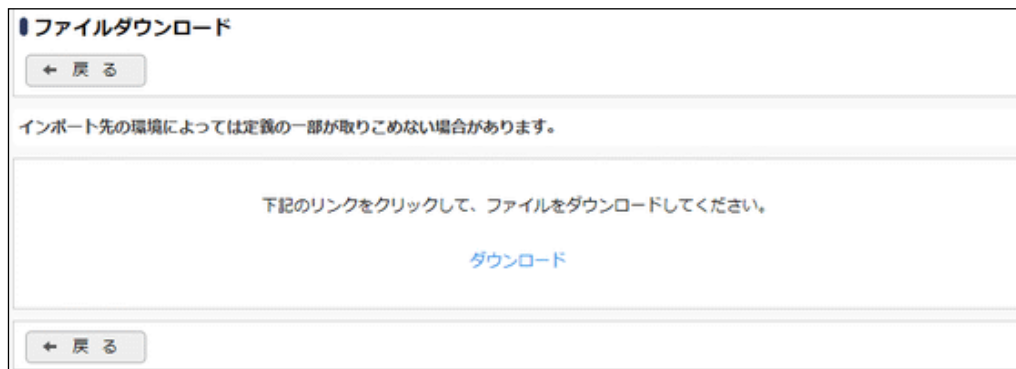 ファイルダウンロード
← 戻 る
インポート先の環境によっては定義の一部が取りこめない場合があります。
下記のリンクをクリックして、ファイルをダウンロードしてください。
ダウンロード
← 戻 る